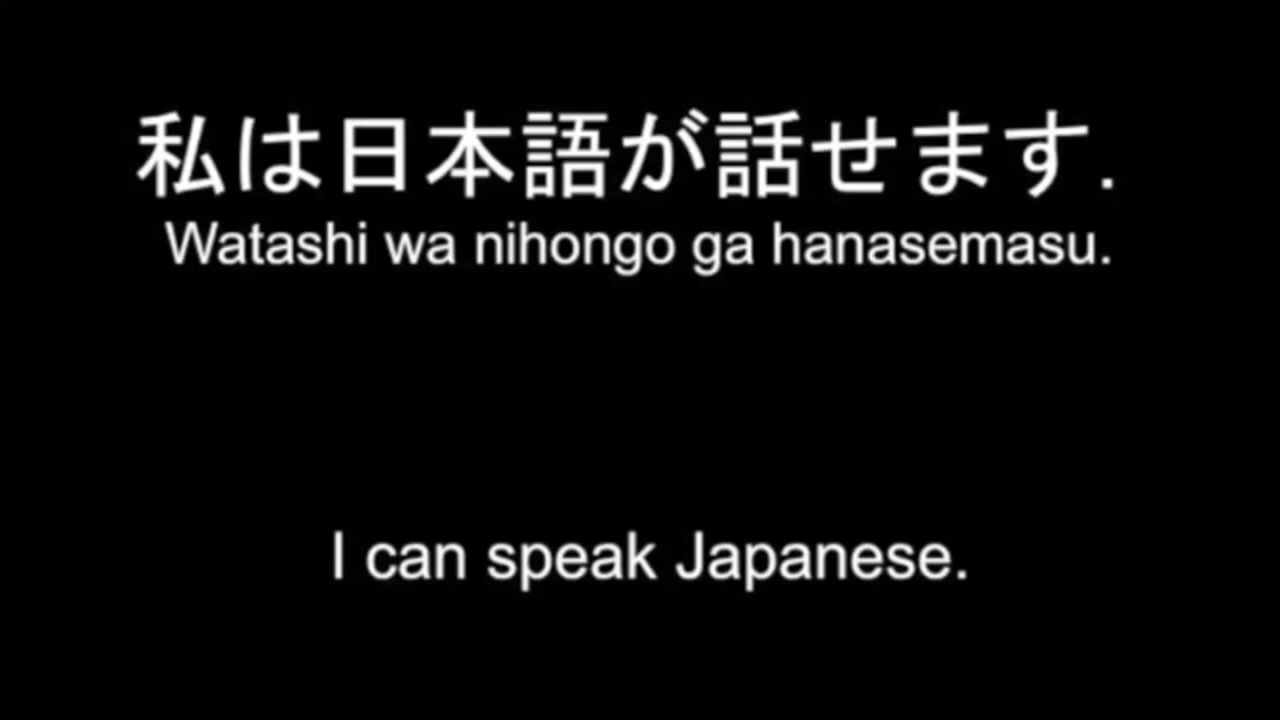 私は日本語が話せます.
Watashi wa nihongo ga hanasemasu.
I can speak Japanese.